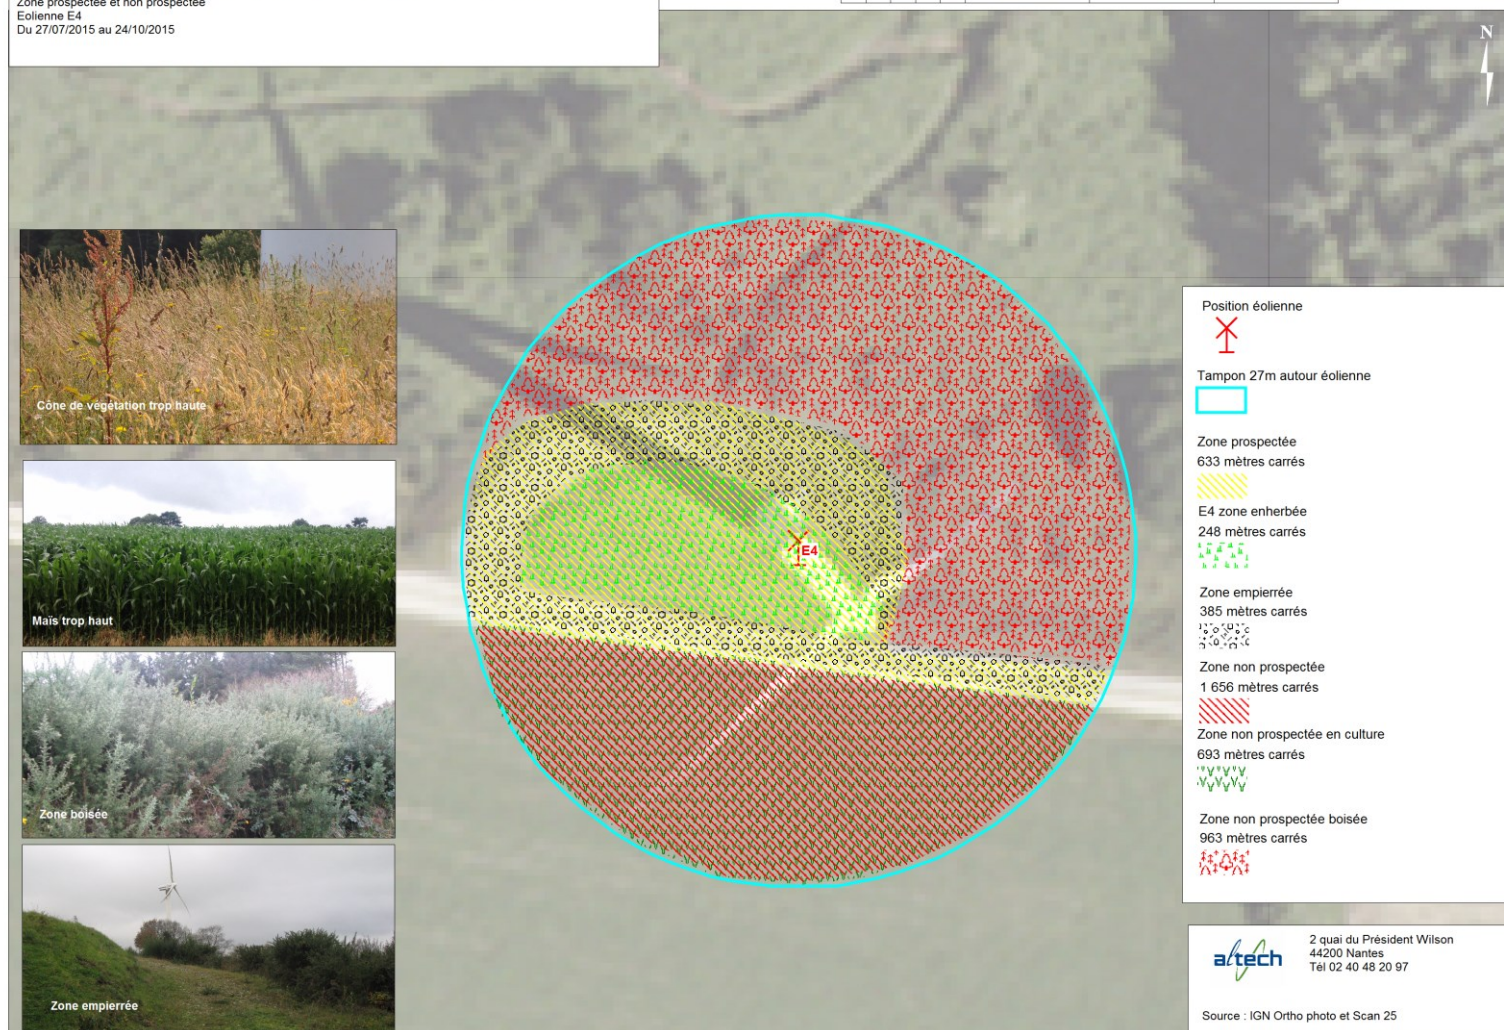 Zone prospectée et non prospectée
Eolienne E4
Du 27/07/2015 au 24/10/2015
N
Cône de végétation trop haute
Maïs trop haut
Zone boisée
Zone empierrée
E4
Position éolienne
Tampon 27m autour éolienne
Zone prospectée
633 mètres carrés
E4 zone enherbée
248 mètres carrés
Zone empierrée
385 mètres carrés
Zone non prospectée
1 656 mètres carrés
Zone non prospectée en culture
693 mètres carrés
Zone non prospectée boisée
963 mètres carrés
altech
2 quai du Président Wilson
44200 Nantes
Tél 02 40 48 20 97
Source : IGN Ortho photo et Scan 25